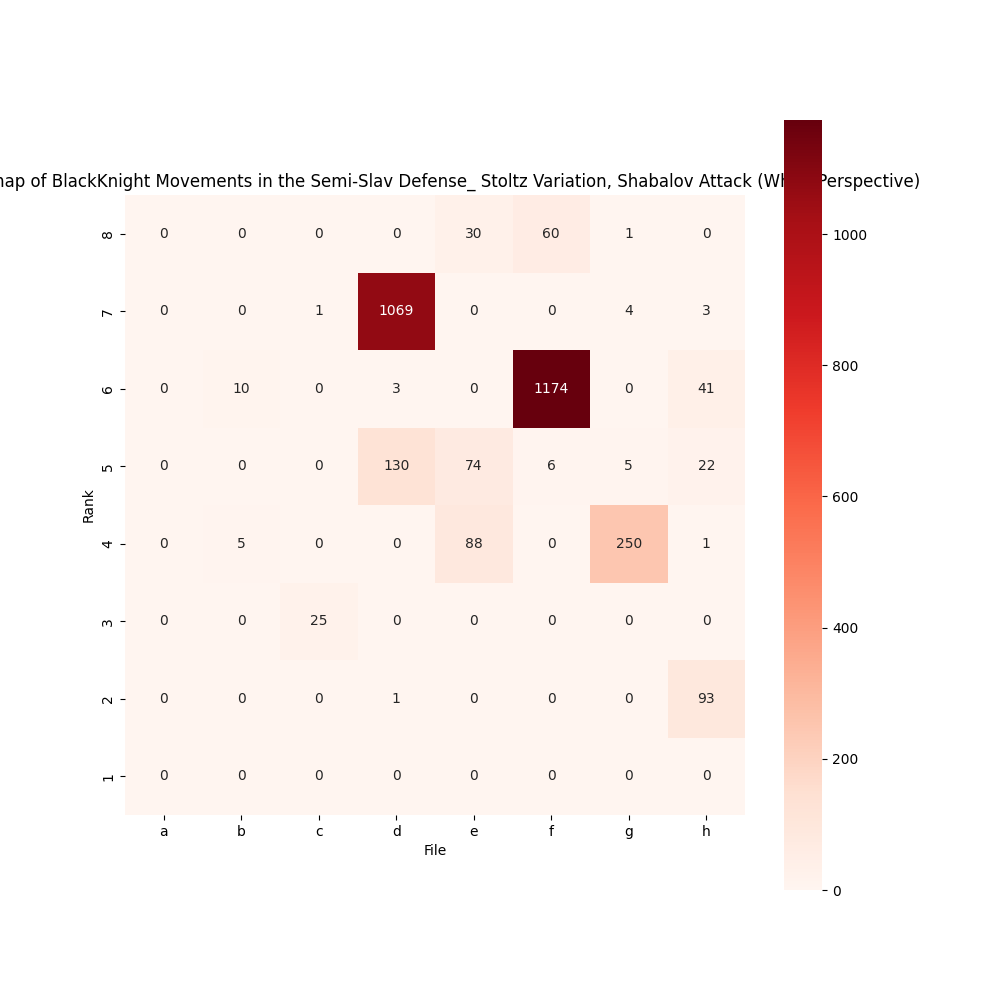 map of BlackKnight Movements in the Semi-Slav Defense_ Stoltz Variation, Shabalov Attack (Perspective)
8 0 0 0 0 30 60 1 0
7 0 0 1 1069 0 0 4 3
6 0 10 0 3 0 1174 0 41
5 0 0 0 130 74 6 5 22
4 0 5 0 0 88 0 250 1
3 0 0 25 0 0 0 0 0
2 0 0 0 1 0 0 0 93
1 0 0 0 0 0 0 0 0
a b c d e f g h
File
Rank
1000
800
600
400
200
0